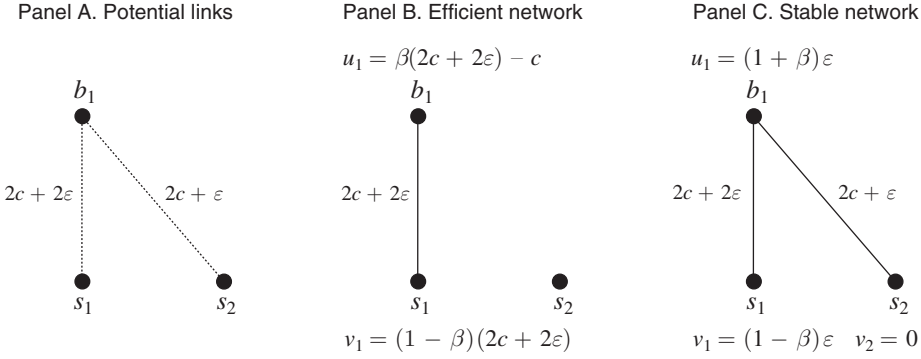 Panel A. Potential links
Panel B. Efficient network
Panel C. Stable network
u₁ = β(2c + 2ε) – c
u₁ = (1 + β)ε
b₁
b₁
b₁
2c + 2ε
2c + ε
2c + 2ε
2c + 2ε
2c + ε
s₁
s₂
s₁
s₂
s₁
s₂
v₁ = (1 – β)(2c + 2ε)
v₁ = (1 – β)ε v₂ = 0